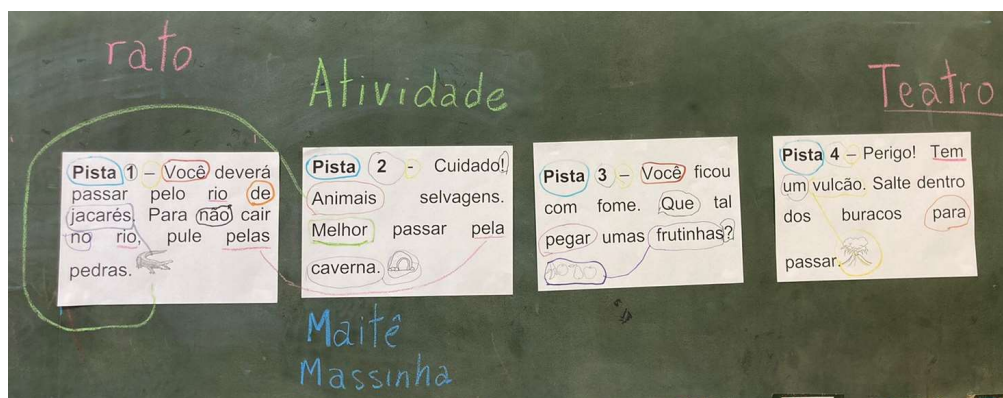 rato
Atividade
Teatro
Pista 1 – Você deverá
passar pelo rio de
jacarés. Para não cair
no rio, pule pelas
pedras.
Pista 2 - Cuidado!
Animais selvagens.
Melhor passar pela
caverna.
Pista 3 – Você ficou
com fome. Que tal
pegar umas frutinhas?
Pista 4 – Perigo! Tem
um vulcão. Salte dentro
dos buracos para
passar.
Maitê
Massinha